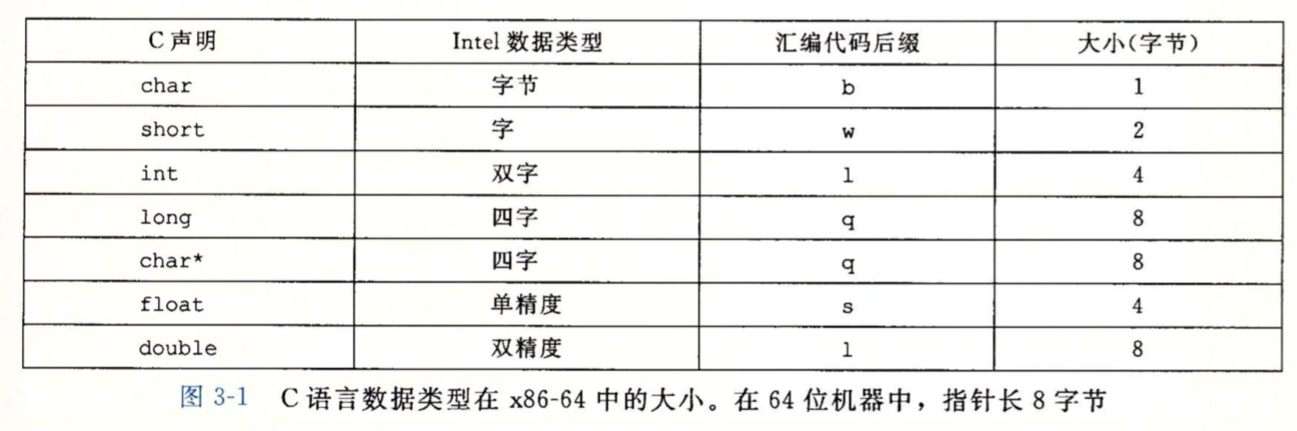 C 声明 Intel 数据类型 汇编代码后缀 大小(字节)
char 字节 b 1
short 字 w 2
int 双字 l 4
long 四字 q 8
char* 四字 q 8
float 单精度 s 4
double 双精度 l 8
图 3-1 C 语言数据类型在 x86-64 中的大小。在 64 位机器中，指针长 8 字节